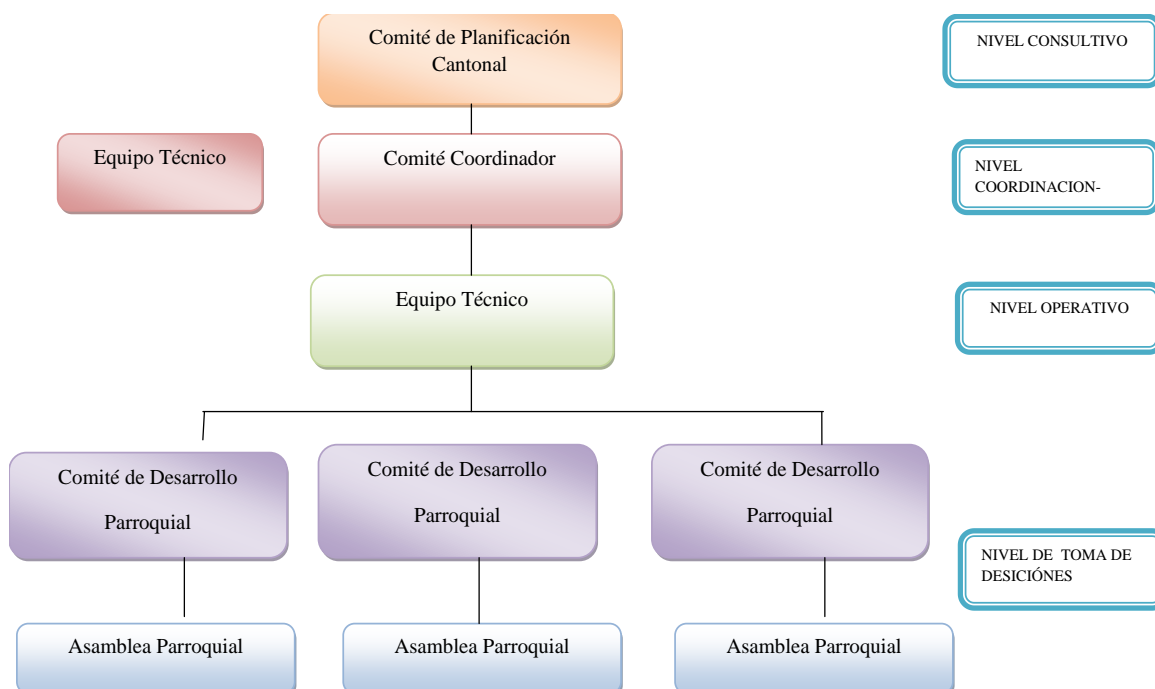 Comité de Planificación
Cantonal
NIVEL CONSULTIVO
Equipo Técnico
Comité Coordinador
NIVEL
COORDINACION-
Equipo Técnico
NIVEL OPERATIVO
Comité de Desarrollo
Parroquial
Comité de Desarrollo
Parroquial
Comité de Desarrollo
Parroquial
NIVEL DE TOMA DE
DESICIÓNES
Asamblea Parroquial
Asamblea Parroquial
Asamblea Parroquial